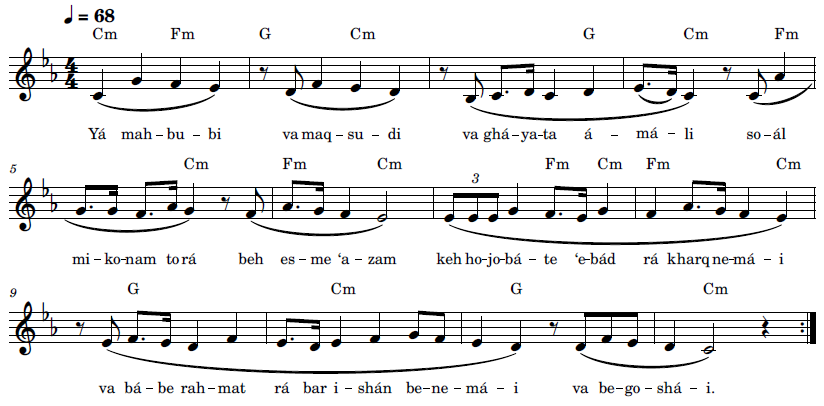 ♩ = 68
Cm Fm G Cm G Cm Fm
Yá mah – bu – bi va maq – su – di va ghá – ya – ta á – má – li so – ál
5 Cm Fm Cm Fm Cm Fm Cm
3
mi – ko – nam to rá beh es – me ‘a – zam keh ho – jo – bá – te ‘e – bád rá kharq ne – má – i
9 G Cm G Cm
va bá – be rah – mat rá bar i – shán be – ne – má – i va be – go – shá – i.